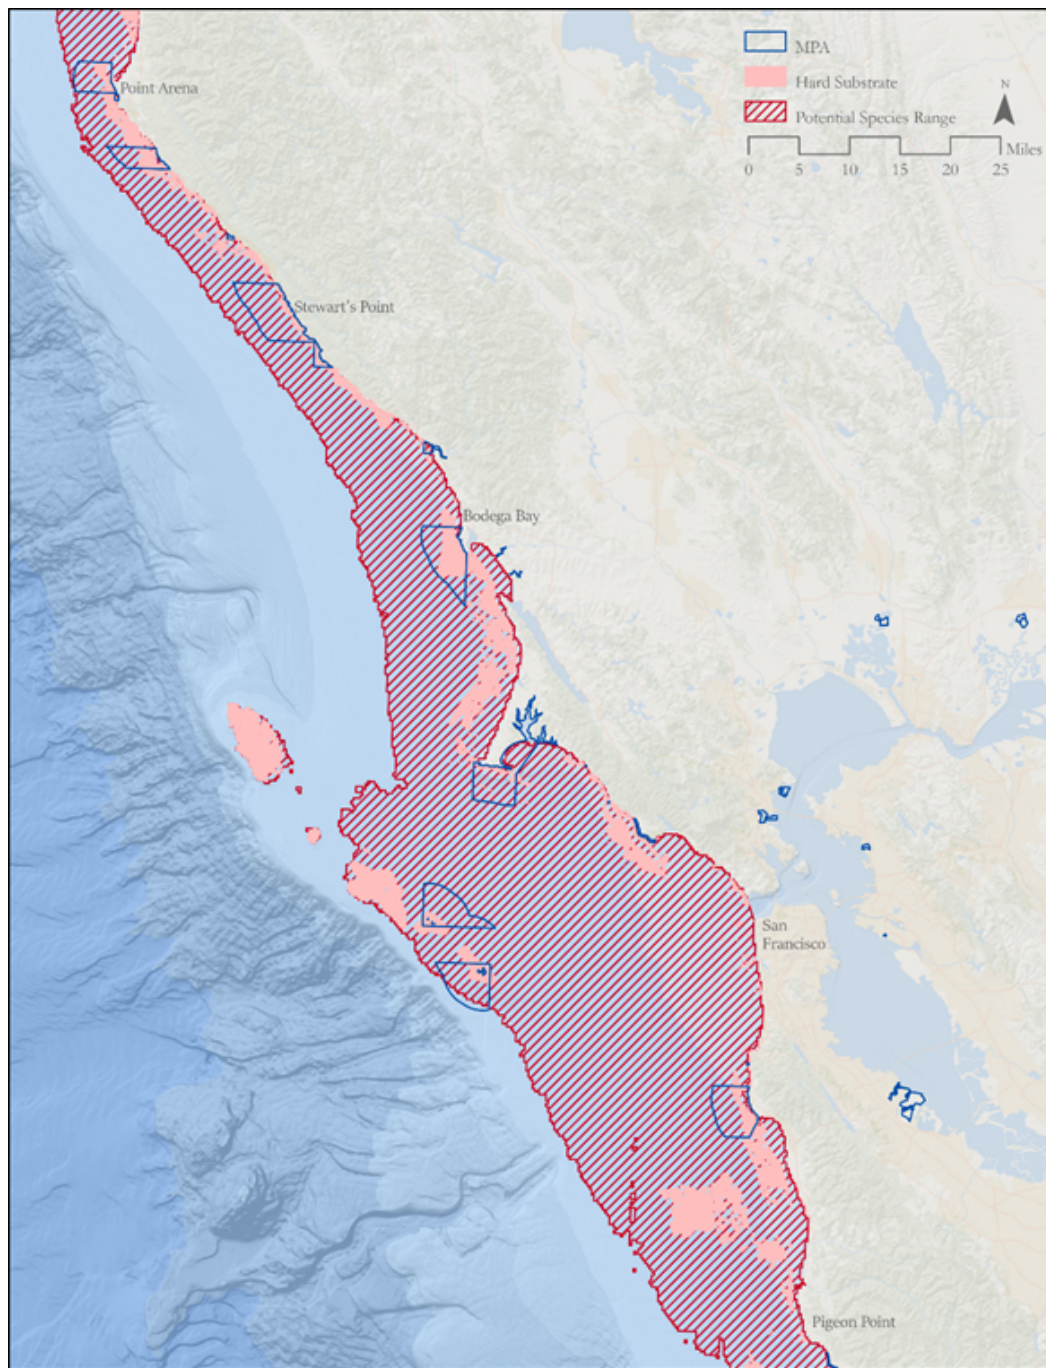 MPA
Hard Substrate
Potential Species Range
N
Miles
0 5 10 15 20 25
Point Arena
Stewart's Point
Bodega Bay
San
Francisco
Pigeon Point